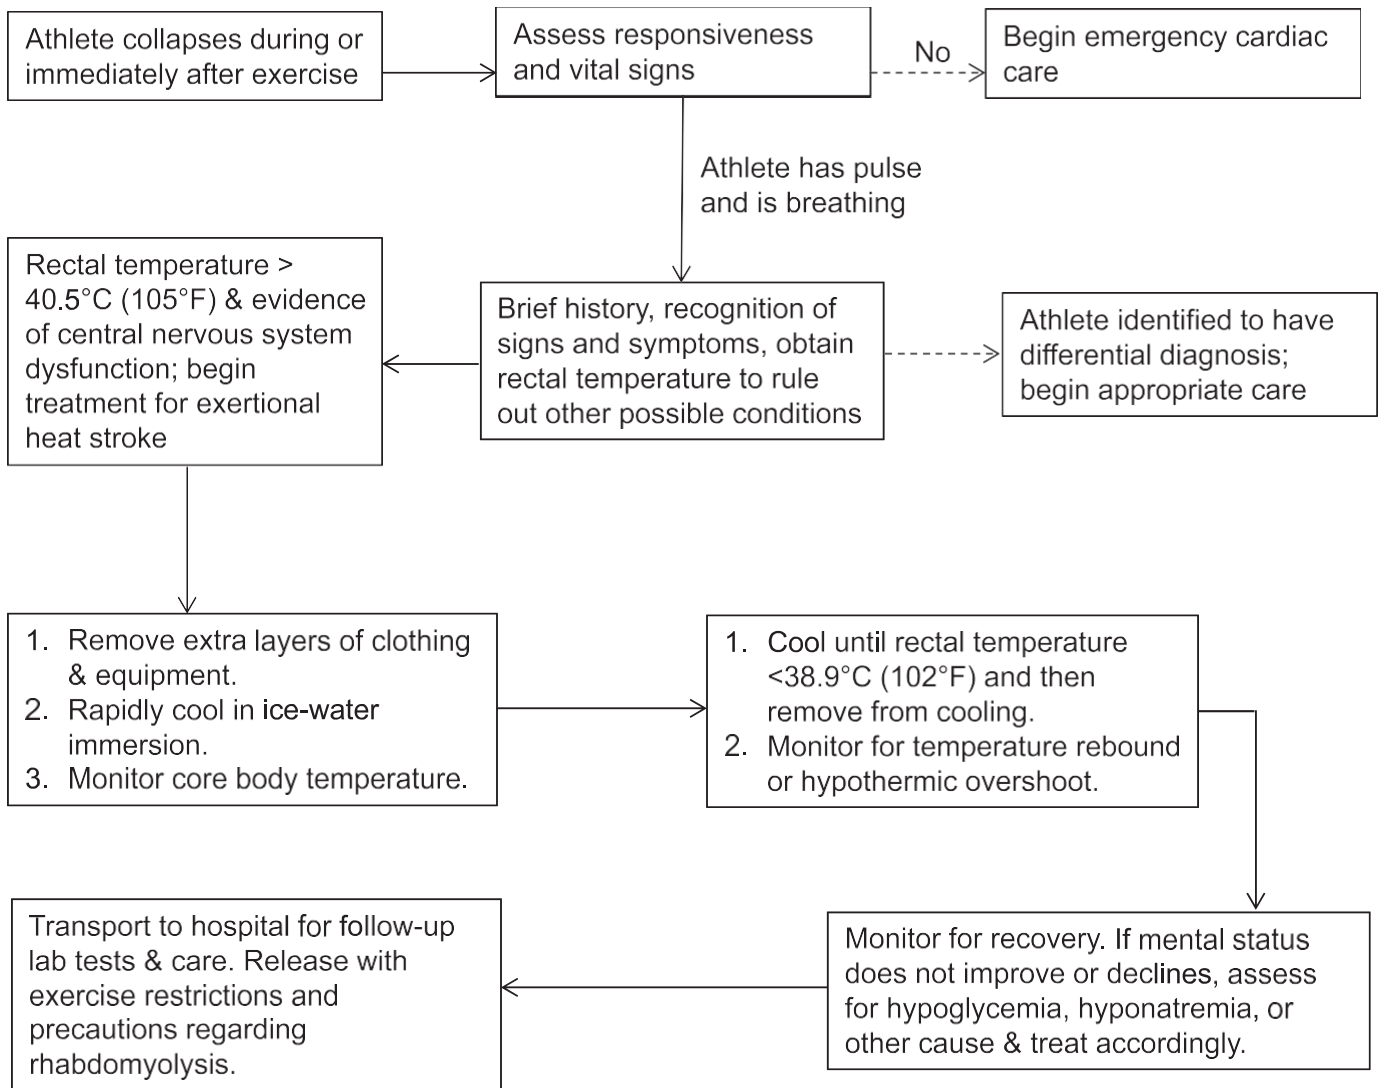 Athlete collapses during or
immediately after exercise
Assess responsiveness
and vital signs
No
Begin emergency cardiac
care
Athlete has pulse
and is breathing
Rectal temperature >
40.5°C (105°F) & evidence
of central nervous system
dysfunction; begin
treatment for exertional
heat stroke
Brief history, recognition of
signs and symptoms, obtain
rectal temperature to rule
out other possible conditions
Athlete identified to have
differential diagnosis;
begin appropriate care
1. Remove extra layers of clothing
& equipment.
2. Rapidly cool in ice-water
immersion.
3. Monitor core body temperature.
1. Cool until rectal temperature
<38.9°C (102°F) and then
remove from cooling.
2. Monitor for temperature rebound
or hypothermic overshoot.
Transport to hospital for follow-up
lab tests & care. Release with
exercise restrictions and
precautions regarding
rhabdomyolysis.
Monitor for recovery. If mental status
does not improve or declines, assess
for hypoglycemia, hyponatremia, or
other cause & treat accordingly.